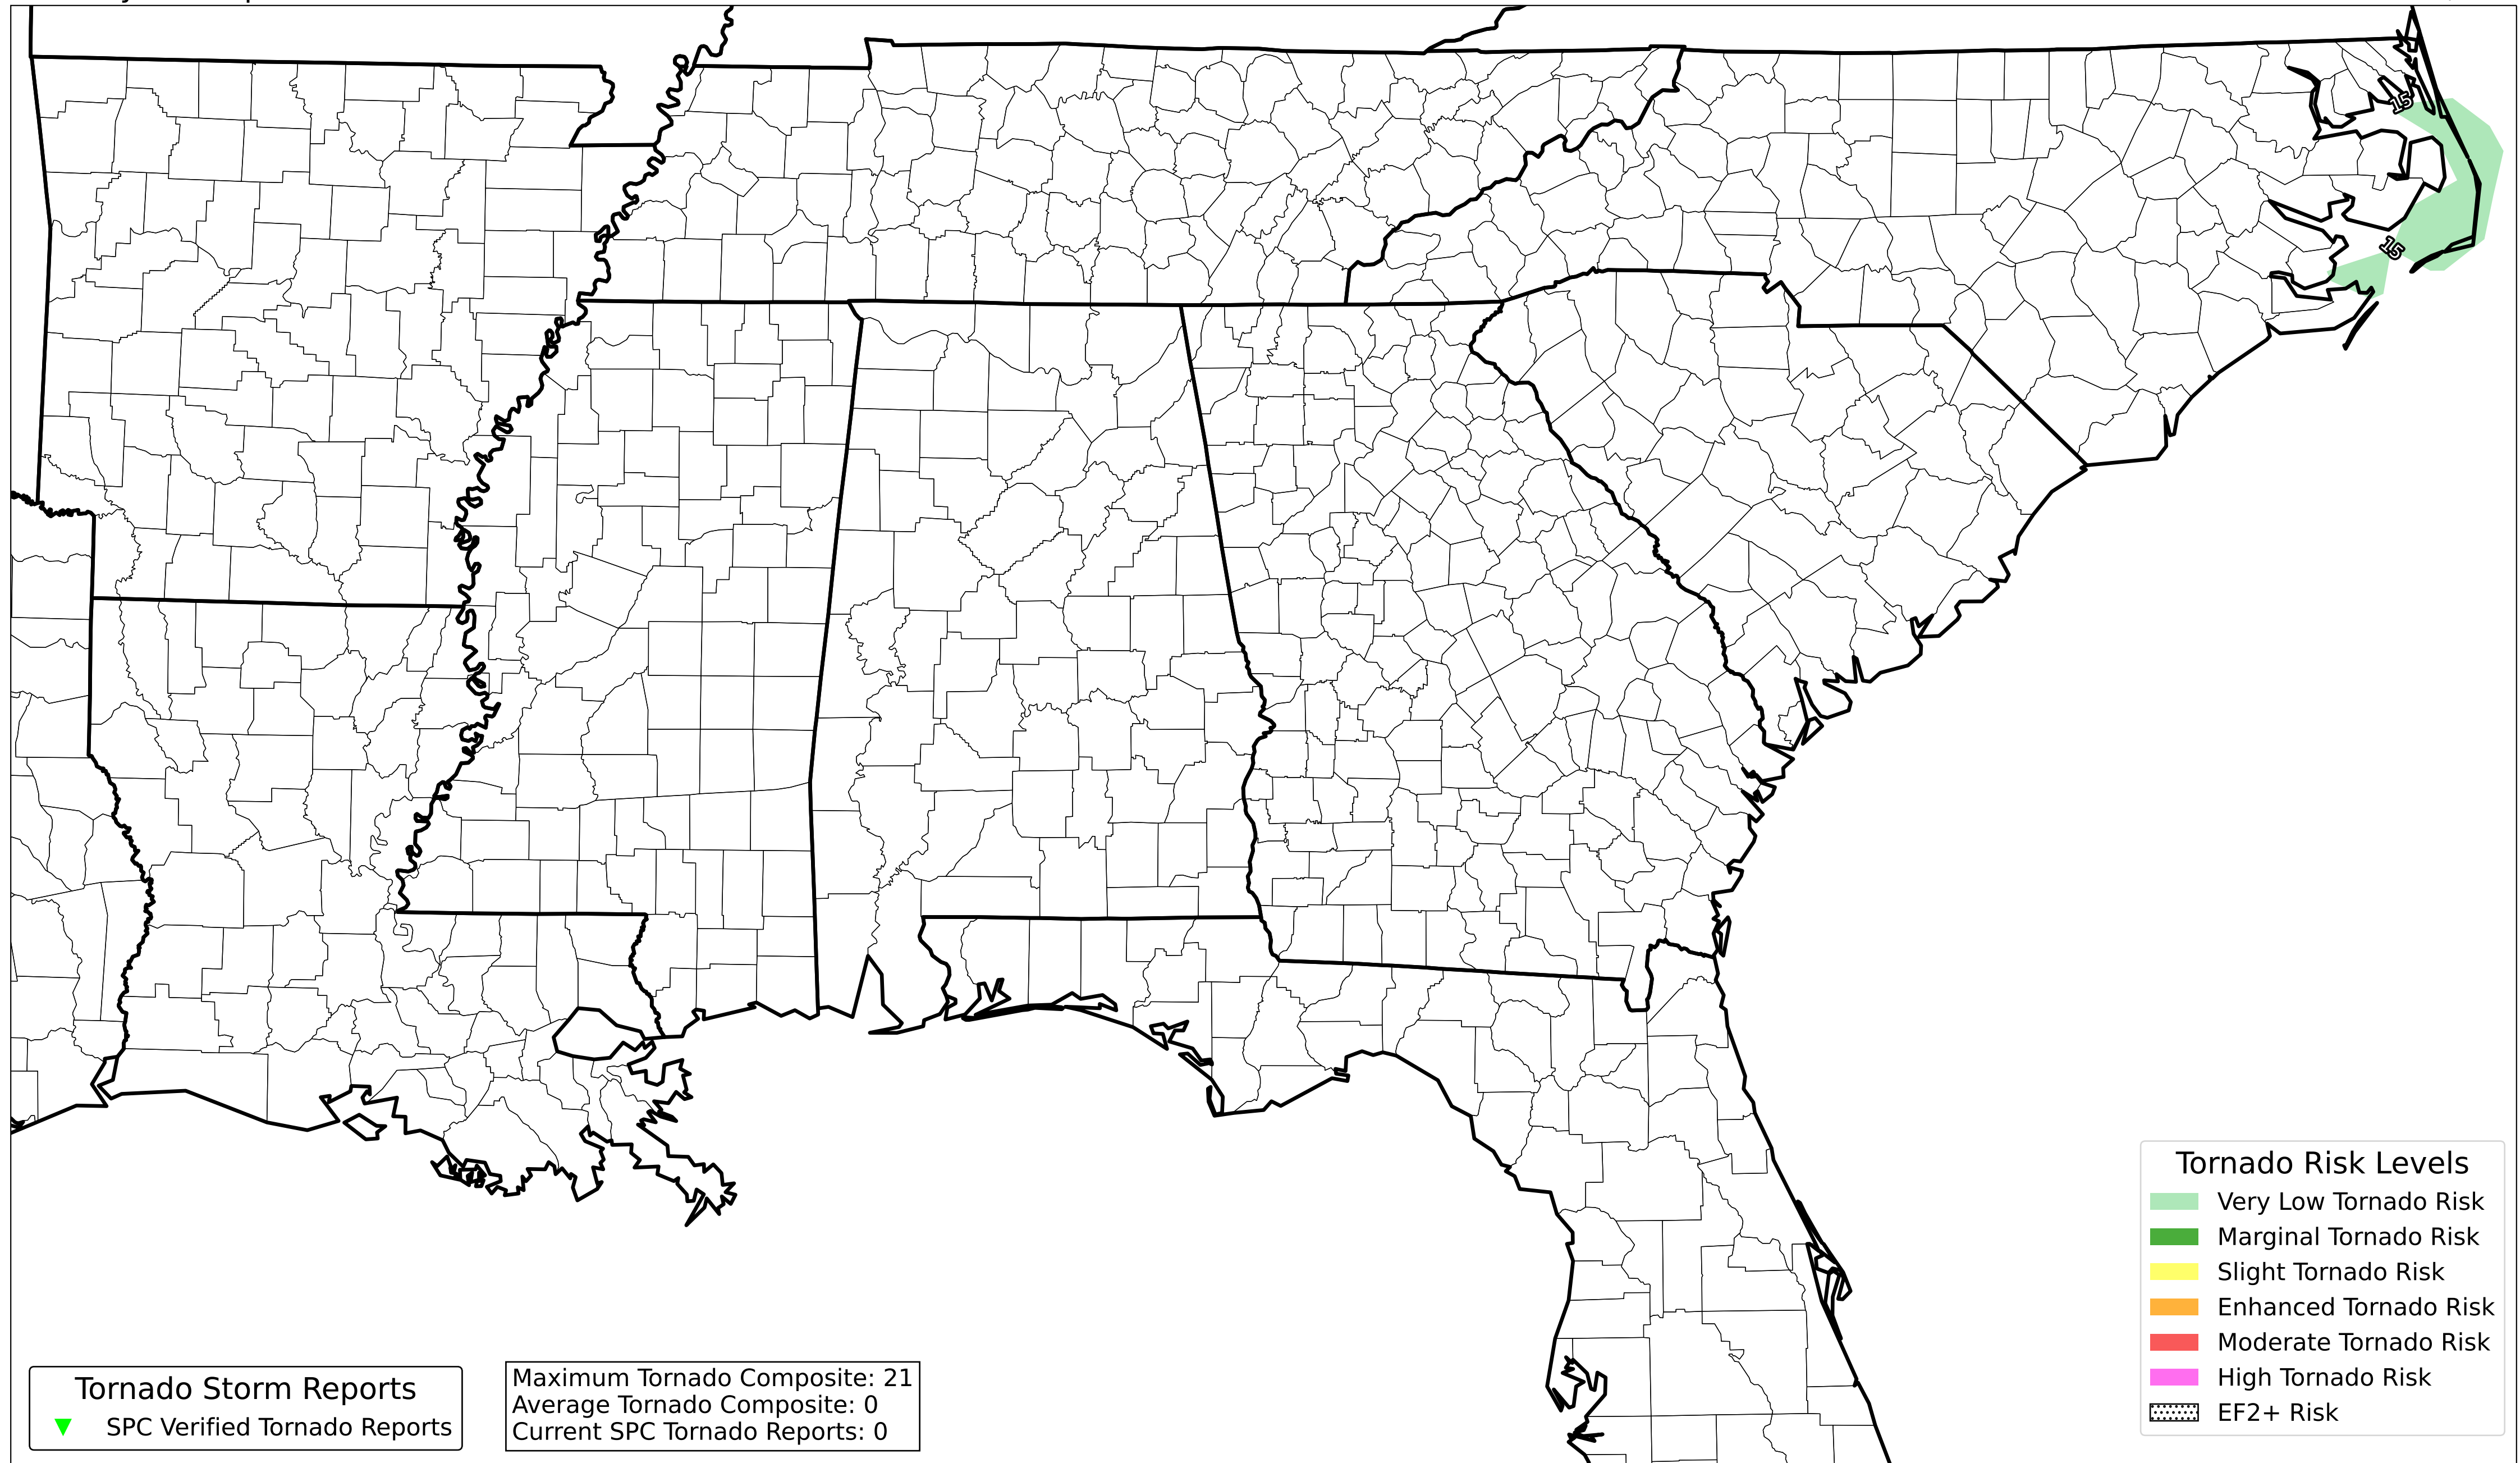 15
15
Tornado Risk Levels
Very Low Tornado Risk
Marginal Tornado Risk
Slight Tornado Risk
Enhanced Tornado Risk
Moderate Tornado Risk
High Tornado Risk
EF2+ Risk
Tornado Storm Reports
SPC Verified Tornado Reports
Maximum Tornado Composite: 21
Average Tornado Composite: 0
Current SPC Tornado Reports: 0